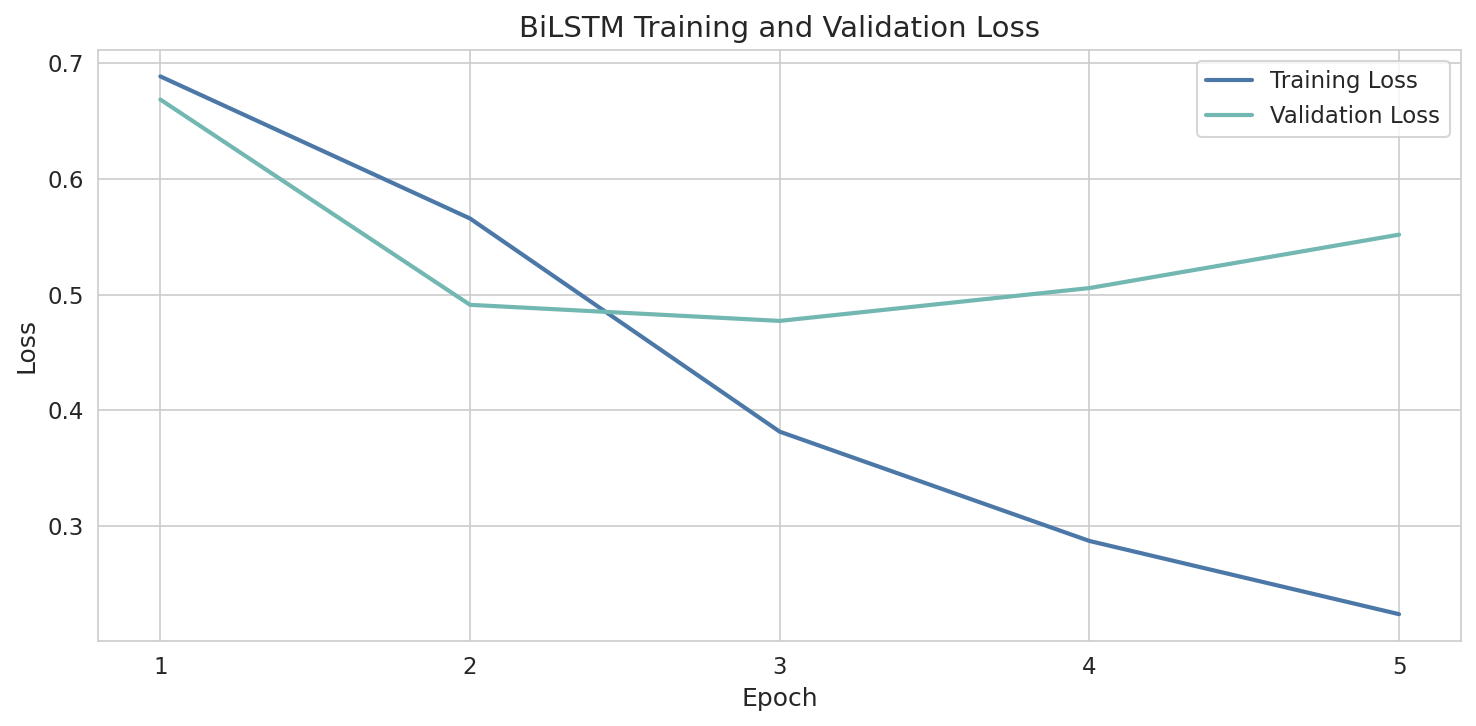 BiLSTM Training and Validation Loss
Training Loss
Validation Loss
0.7
0.6
0.5
0.4
0.3
Loss
1 2 3 4 5
Epoch